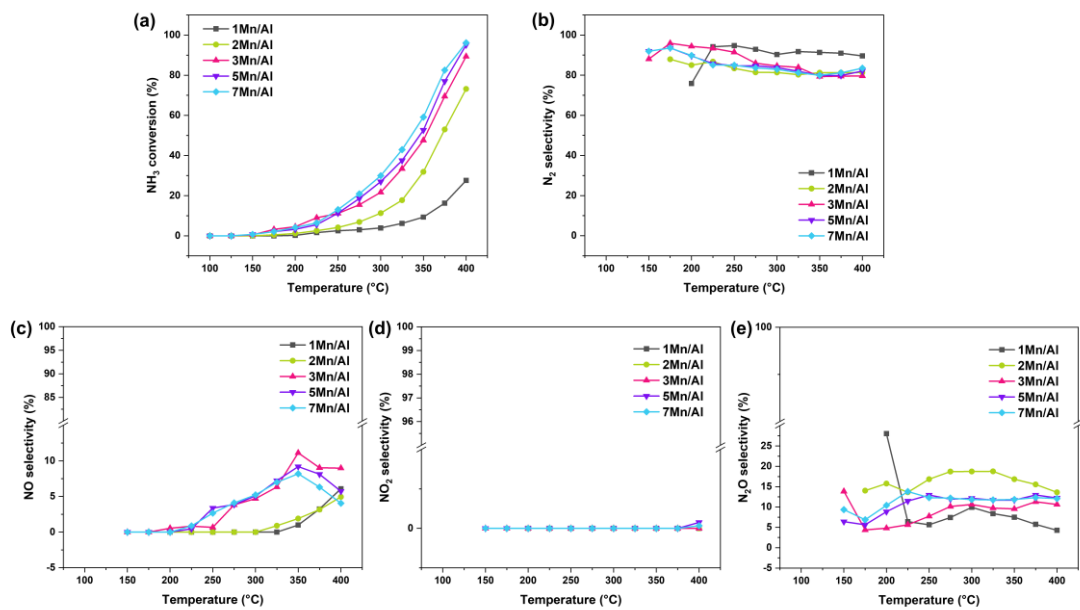 (a)
1Mn/Al
2Mn/Al
3Mn/Al
5Mn/Al
7Mn/Al
NH₃ conversion (%)
100
80
60
40
20
0
100 150 200 250 300 350 400
Temperature (°C)
(b)
N₂ selectivity (%)
100
80
60
40
20
0
1Mn/Al
2Mn/Al
3Mn/Al
5Mn/Al
7Mn/Al
100 150 200 250 300 350 400
Temperature (°C)
(c)
NO selectivity (%)
100
95
90
85
10
5
0
-5
1Mn/Al
2Mn/Al
3Mn/Al
5Mn/Al
7Mn/Al
100 150 200 250 300 350 400
Temperature (°C)
(d)
NO₂ selectivity (%)
100
99
98
97
96
0
1Mn/Al
2Mn/Al
3Mn/Al
5Mn/Al
7Mn/Al
100 150 200 250 300 350 400
Temperature (°C)
(e)
N₂O selectivity (%)
100
25
20
15
10
5
0
-5
1Mn/Al
2Mn/Al
3Mn/Al
5Mn/Al
7Mn/Al
100 150 200 250 300 350 400
Temperature (°C)